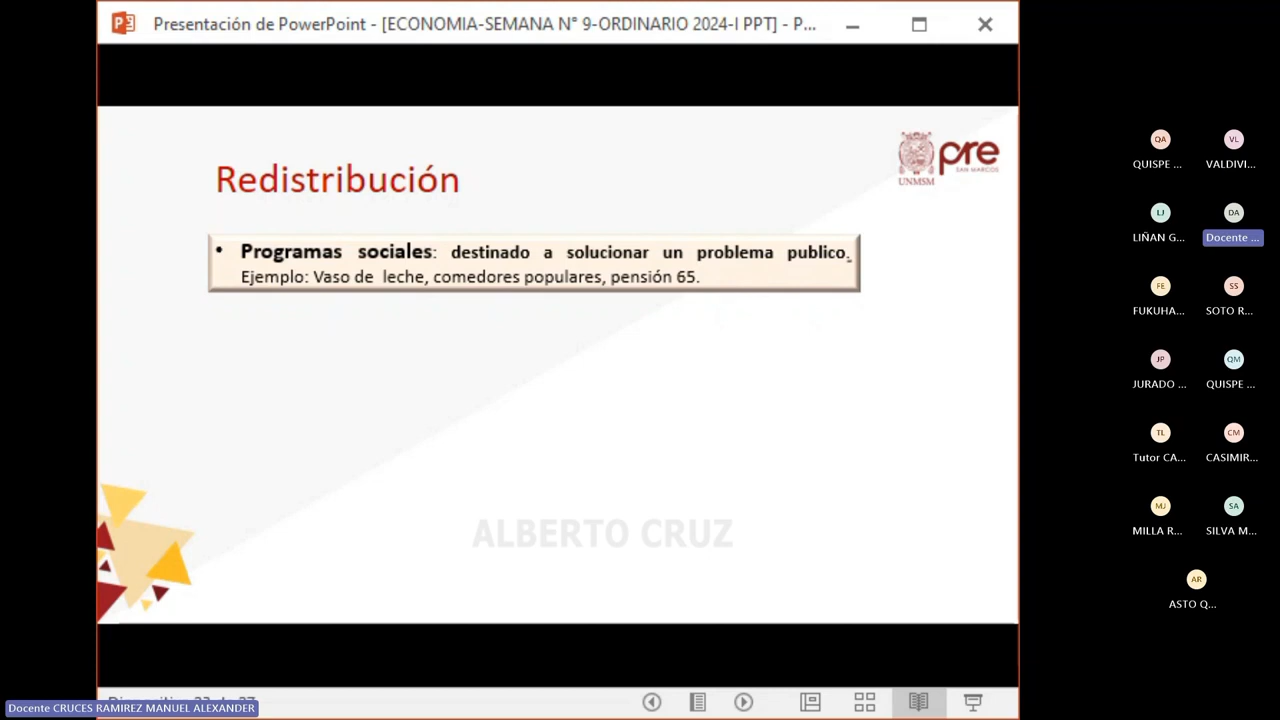 Presentación de PowerPoint - [ECONOMIA-SEMANA N° 9-ORDINARIO 2024-I PPT] - P...
pre
SAN MARCOS
UNMSM
Redistribución
• Programas sociales: destinado a solucionar un problema publico.
Ejemplo: Vaso de leche, comedores populares, pensión 65.
ALBERTO CRUZ
Docente CRUCES RAMIREZ MANUEL ALEXANDER
QA
VL
QUISPE ...
VALDIVI...
LJ
DA
LIÑAN G...
Docente ...
FE
SS
FUKUHA...
SOTO R...
JP
QM
JURADO ...
QUISPE ...
TL
CM
Tutor CA...
CASIMIR...
MJ
SA
MILLA R...
SILVA M...
AR
ASTO Q...